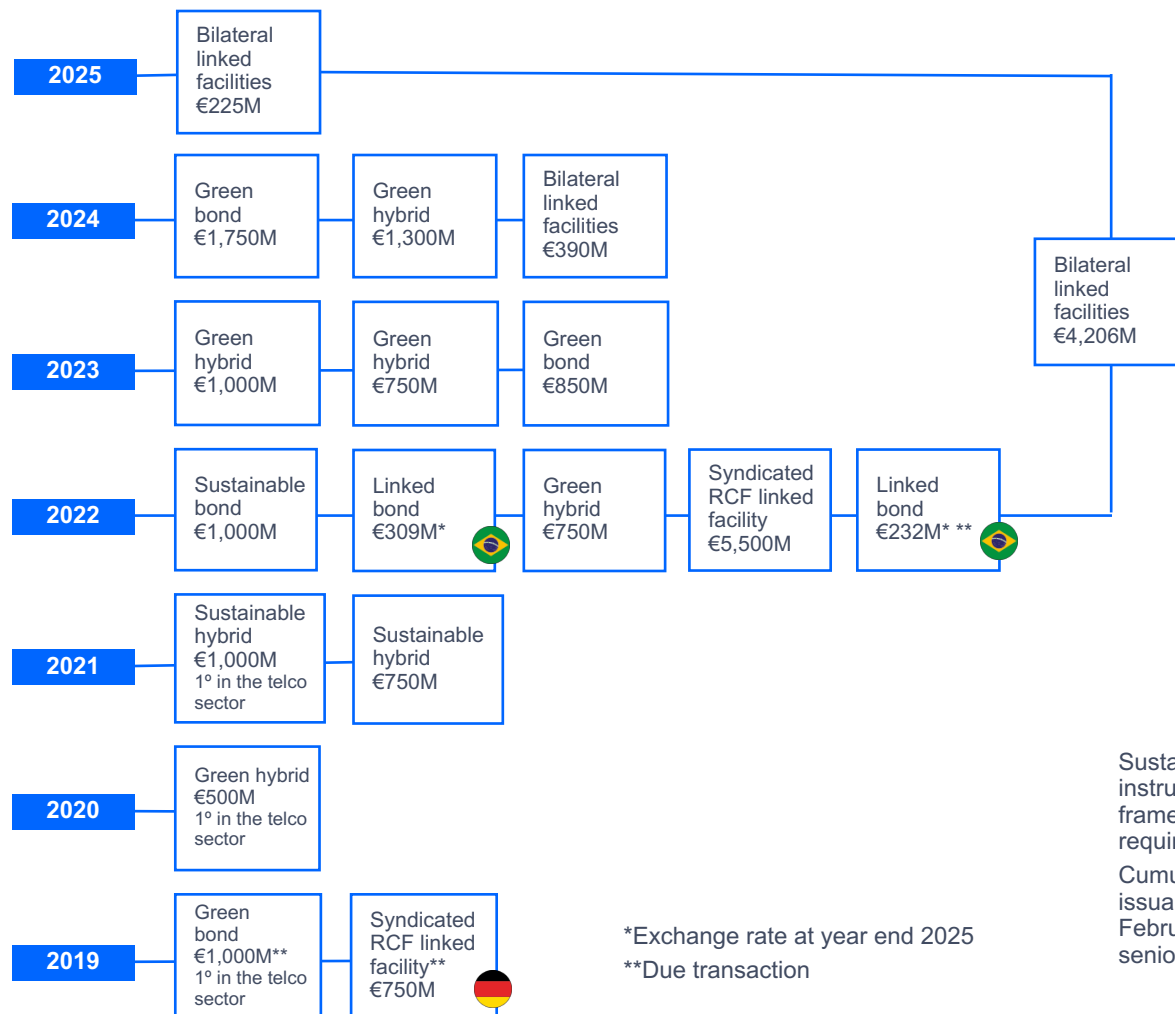 2025
Bilateral
linked
facilities
€225M
2024
Green
bond
€1,750M
Green
hybrid
€1,300M
Bilateral
linked
facilities
€390M
Bilateral
linked
facilities
€4,206M
2023
Green
hybrid
€1,000M
Green
hybrid
€750M
Green
bond
€850M
2022
Sustainable
bond
€1,000M
Linked
bond
€309M*
Green
hybrid
€750M
Syndicated
RCF linked
facility
€5,500M
Linked
bond
€232M* **
2021
Sustainable
hybrid
€1,000M
1º in the telco
sector
Sustainable
hybrid
€750M
2020
Green hybrid
€500M
1º in the telco
sector
2019
Green
bond
€1,000M**
1º in the telco
sector
Syndicated
RCF linked
facility**
€750M
*Exchange rate at year end 2025
**Due transaction